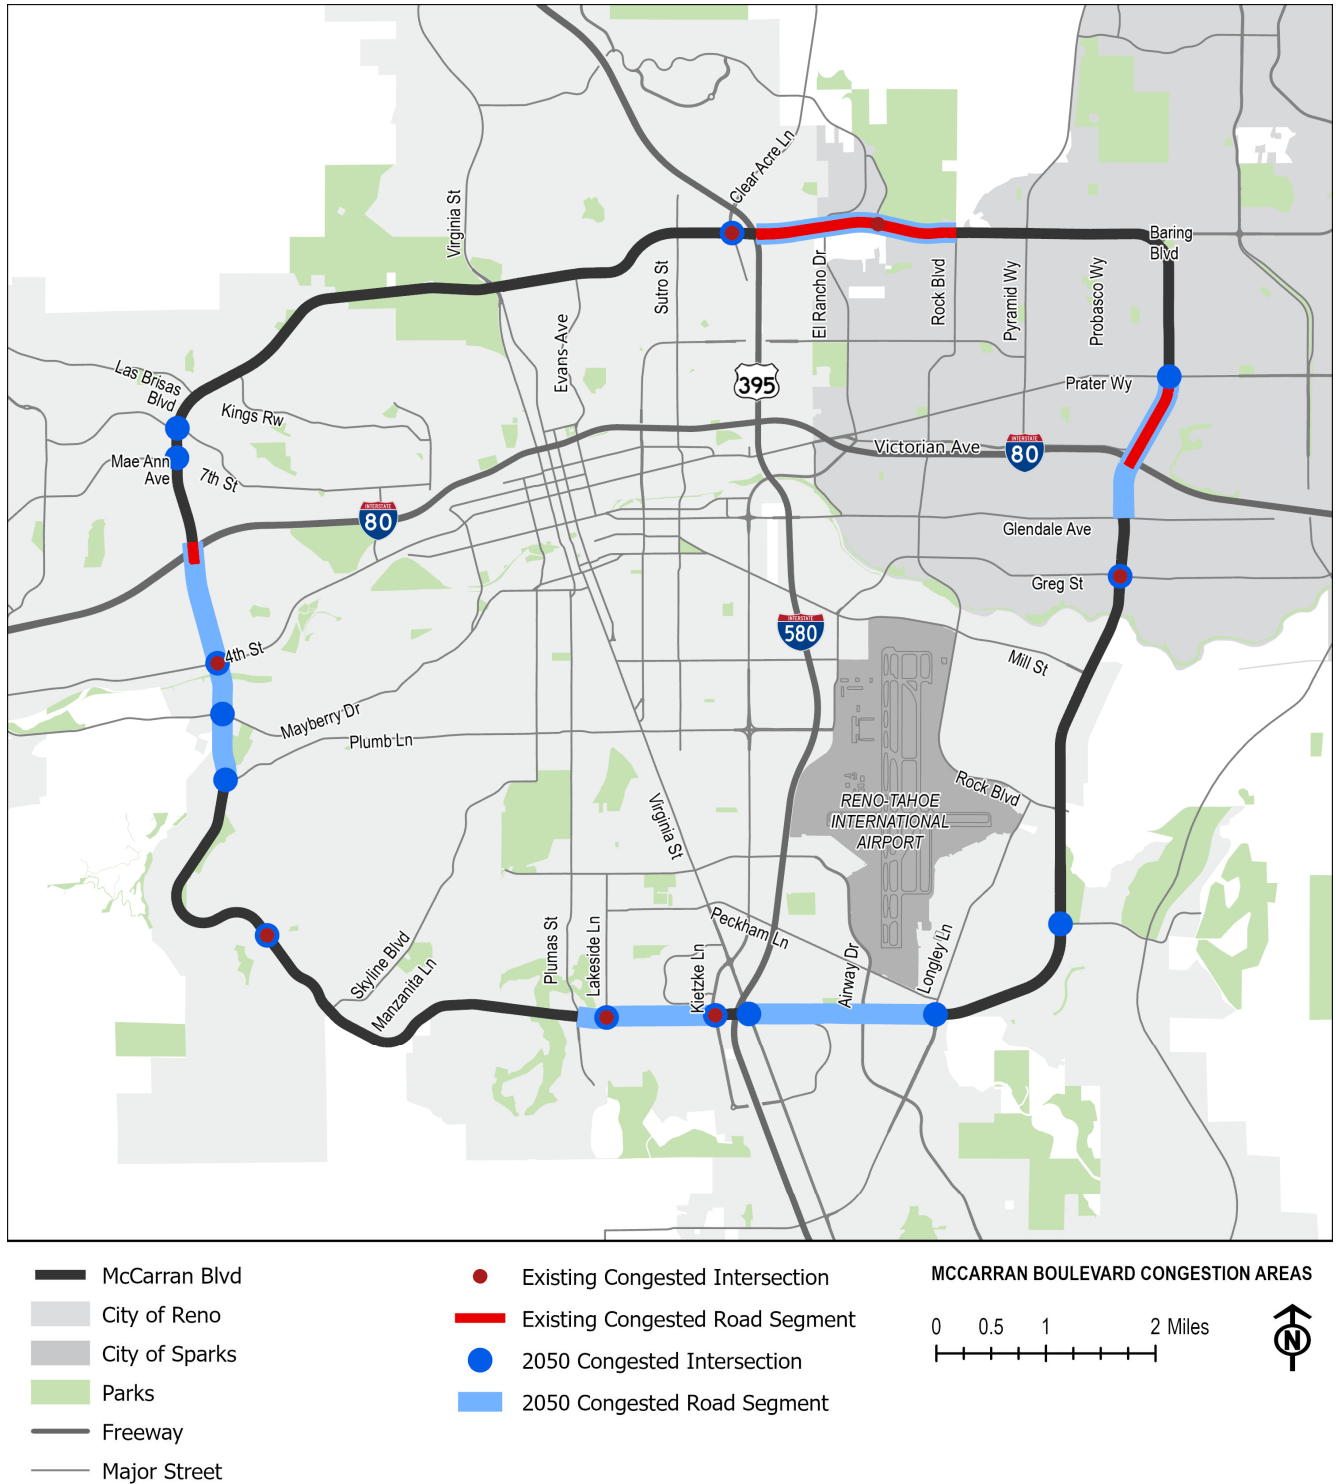 Clear Acre Ln
Virginia St
Baring
Blvd
Sutro St
El Rancho Dr
Rock Blvd
Pyramid Wy
Probasco Wy
Evans Ave
Las Brisas
Blvd
395
Prater Wy
Kings Rw
Victorian Ave
INTERSTATE
80
Mae Ann
Ave
7th St
INTERSTATE
80
Glendale Ave
Greg St
INTERSTATE
580
4th St
Mill St
Mayberry Dr
Plumb Ln
Rock Blvd
RENO-TAHOE
INTERNATIONAL
AIRPORT
Virginia St
Peckham Ln
Plumas St
Lakeside Ln
Kietzke Ln
Airway Dr
Longley Ln
Skyline Blvd
Manzanita Ln
McCarran Blvd
City of Reno
City of Sparks
Parks
Freeway
Major Street
Existing Congested Intersection
Existing Congested Road Segment
2050 Congested Intersection
2050 Congested Road Segment
MCCARRAN BOULEVARD CONGESTION AREAS
0 0.5 1 2 Miles
N